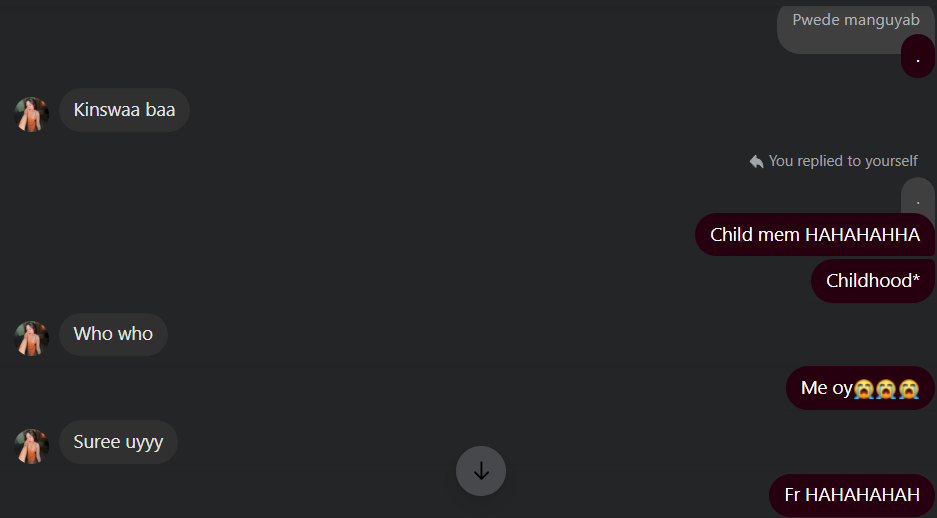 Pwede manguyab
.
Kinswaa baa
You replied to yourself
.
Child mem HAHAHAHHA
Childhood*
Who who
Me oy😭😭😭
Suree uyyy
Fr HAHAHAHAH